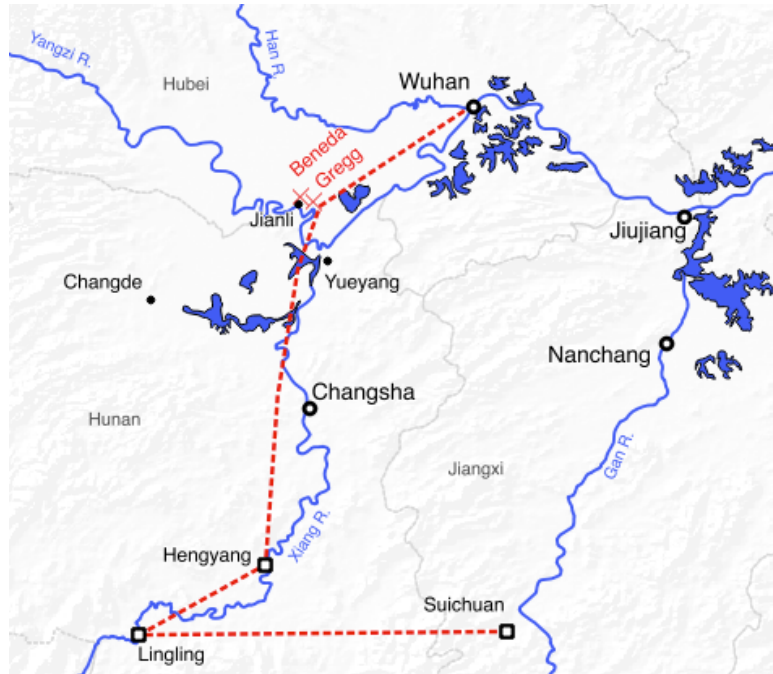 Yangzi R.
Han R.
Hubei
Wuhan
Beneda
Gregg
Jianli
Jiujiang
Yueyang
Changde
Nanchang
Changsha
Hunan
Jiangxi
Gan R.
Xiang R.
Hengyang
Suichuan
Lingling